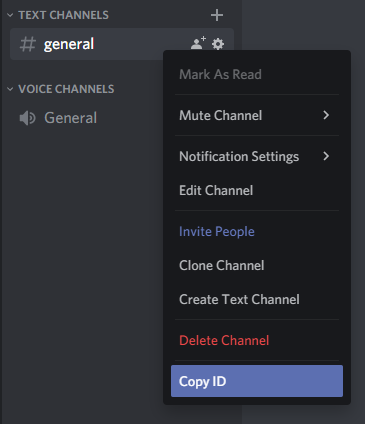 TEXT CHANNELS
general
VOICE CHANNELS
General
Mark As Read
Mute Channel
Notification Settings
Edit Channel
Invite People
Clone Channel
Create Text Channel
Delete Channel
Copy ID